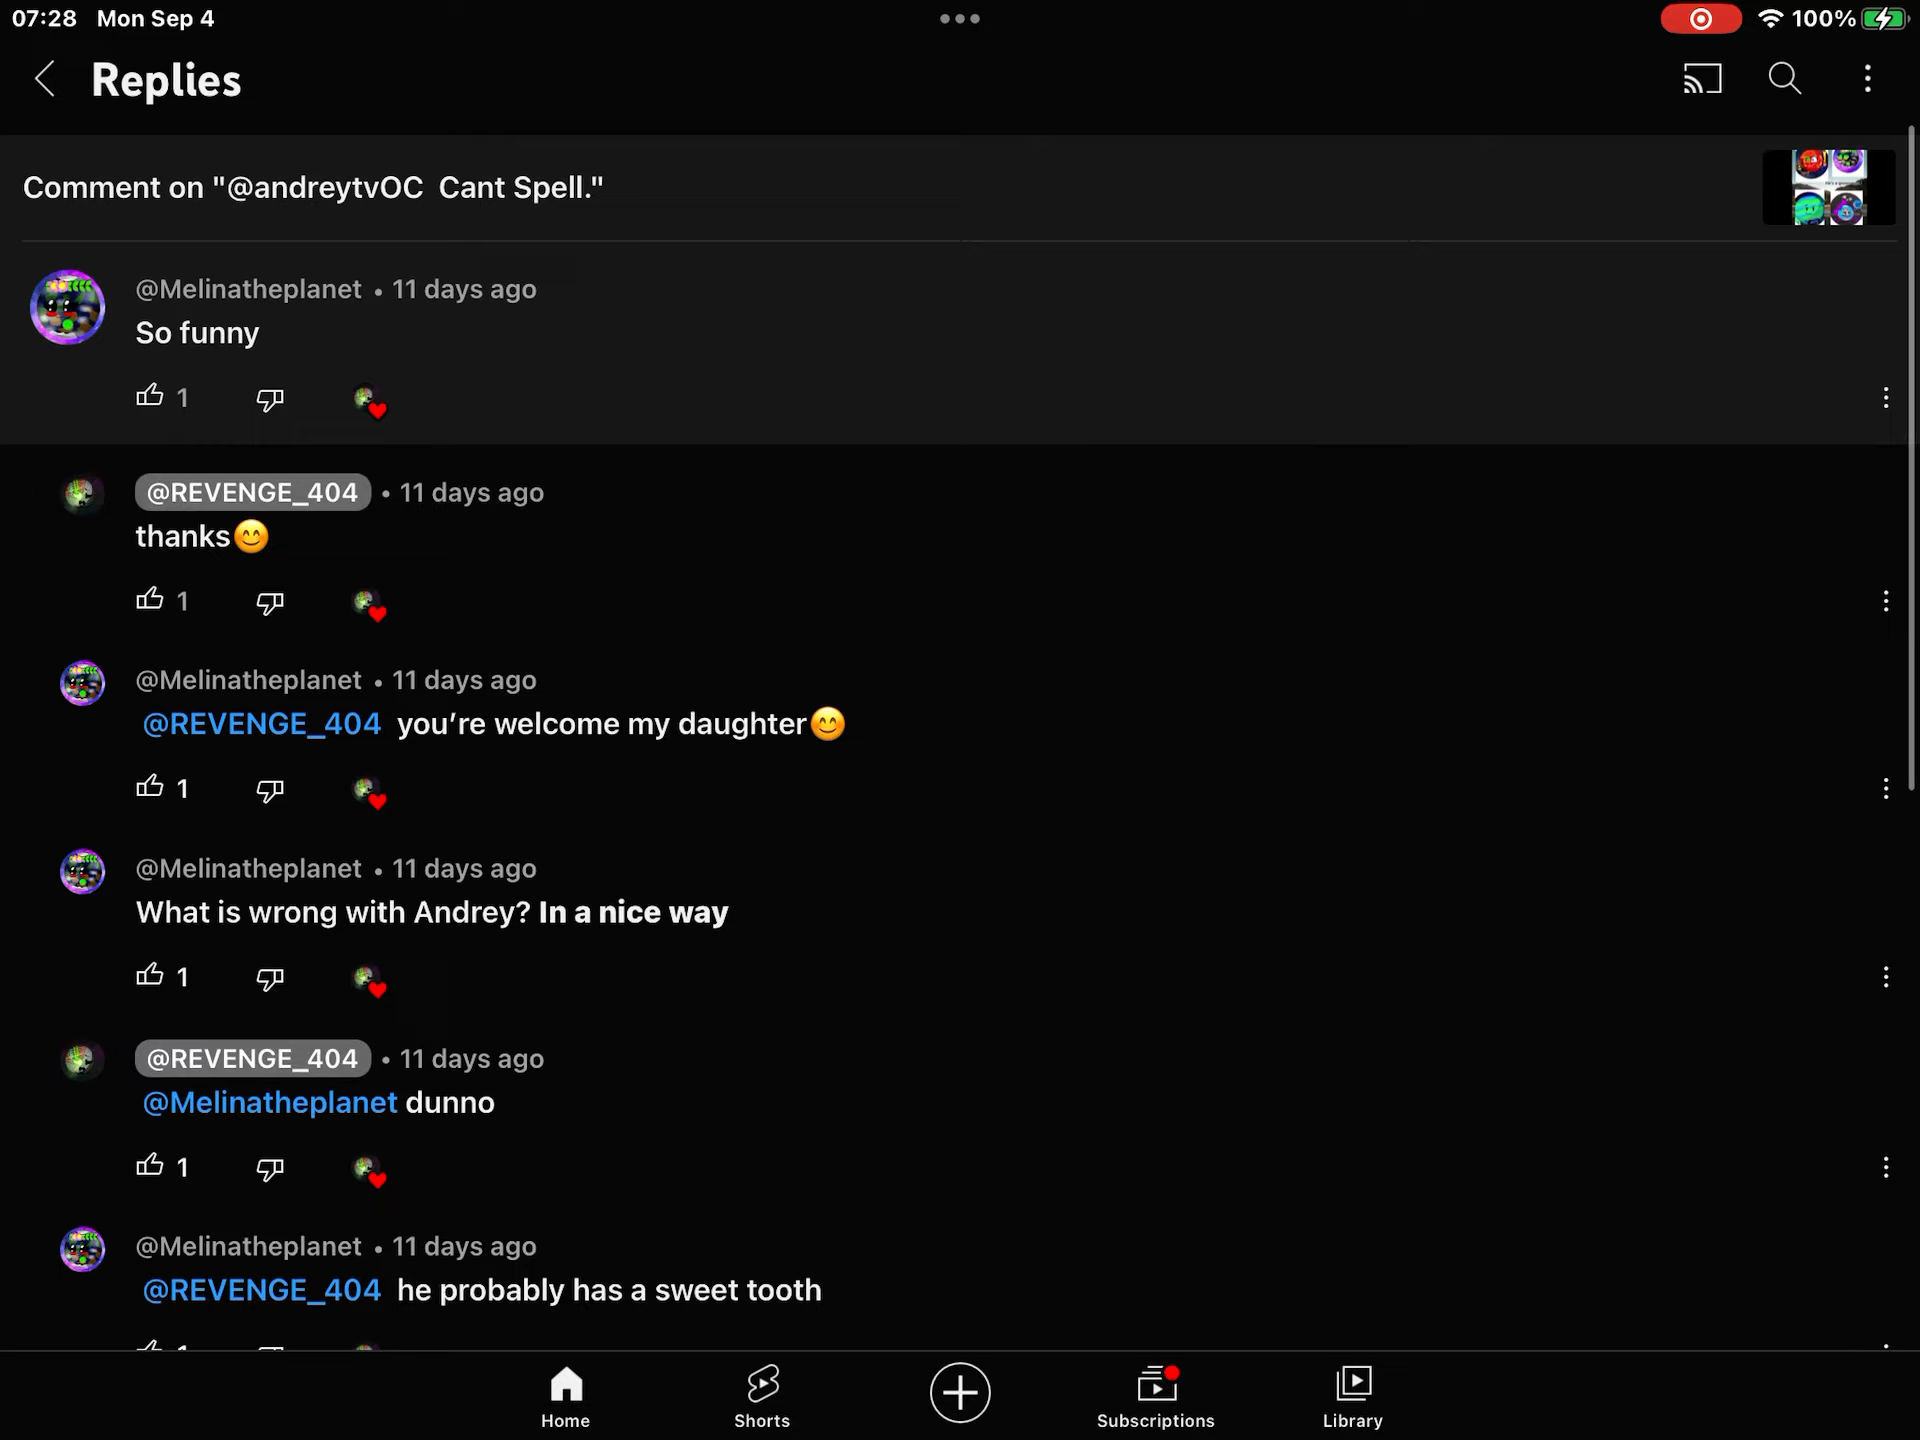 07:28 Mon Sep 4
100%
Replies
Comment on "@andreytvOC Cant Spell."
@Melinatheplanet • 11 days ago
So funny
1
@REVENGE_404 • 11 days ago
thanks😊
1
@Melinatheplanet • 11 days ago
@REVENGE_404 you’re welcome my daughter😊
1
@Melinatheplanet • 11 days ago
What is wrong with Andrey? In a nice way
1
@REVENGE_404 • 11 days ago
@Melinatheplanet dunno
1
@Melinatheplanet • 11 days ago
@REVENGE_404 he probably has a sweet tooth
Home
Shorts
Subscriptions
Library